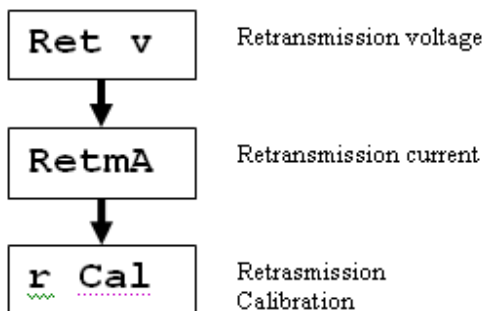 Ret v
Retransmission voltage
RetmA
Retransmission current
r Cal
Retrasmission
Calibration